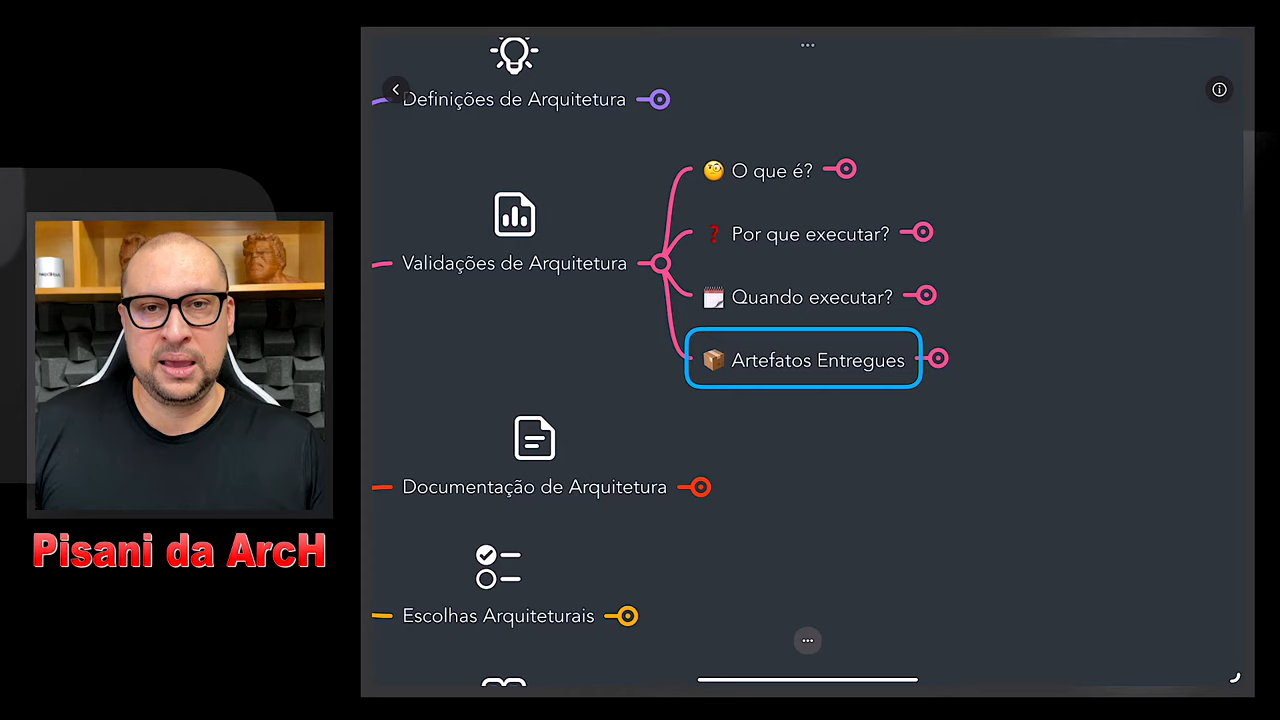 Definições de Arquitetura
O que é?
Por que executar?
Validações de Arquitetura
Quando executar?
Artefatos Entregues
Documentação de Arquitetura
Escolhas Arquiteturais
Pisani da ArcH